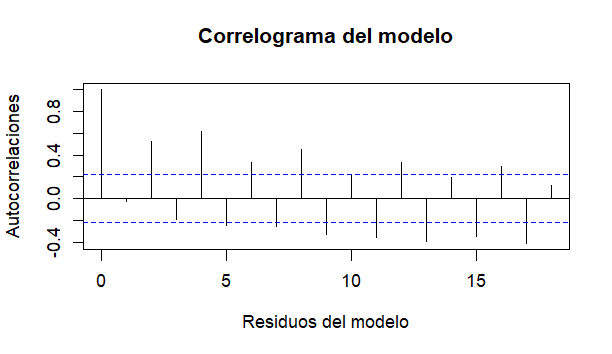 Correlograma del modelo
Autocorrelaciones
0.8
0.4
0.0
-0.4
0 5 10 15
Residuos del modelo